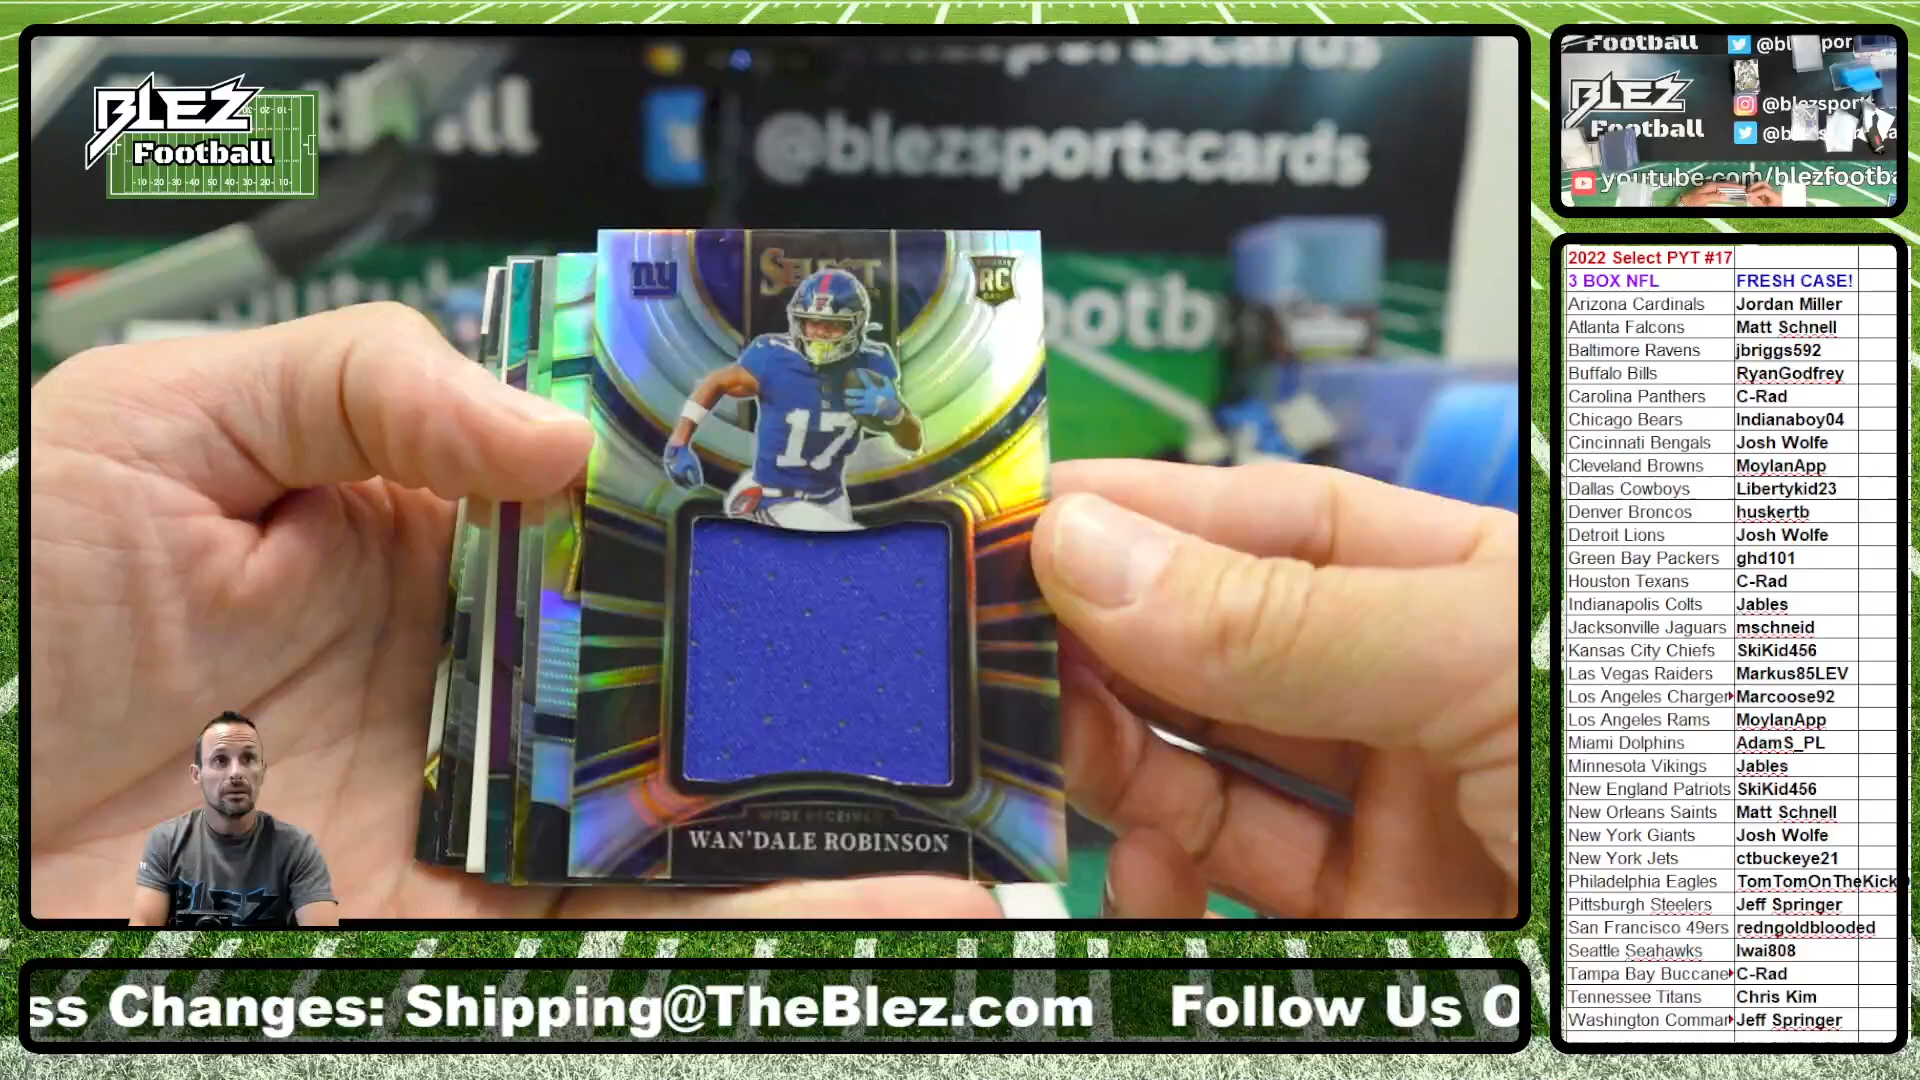 BLEZ
Football
@blezsportscards
ny
SELECT
RC
17
WIDE RECEIVER
WAN'DALE ROBINSON
BLEZ
ss Changes: Shipping@TheBlez.com Follow Us O
Football
BLEZ
Football
youtube.com/blezfootba
2022 Select PYT #17
3 BOX NFL FRESH CASE!
Arizona Cardinals Jordan Miller
Atlanta Falcons Matt Schnell
Baltimore Ravens jbriggs592
Buffalo Bills RyanGodfrey
Carolina Panthers C-Rad
Chicago Bears Indianaboy04
Cincinnati Bengals Josh Wolfe
Cleveland Browns MoylanApp
Dallas Cowboys Libertykid23
Denver Broncos huskertb
Detroit Lions Josh Wolfe
Green Bay Packers ghd101
Houston Texans C-Rad
Indianapolis Colts Jables
Jacksonville Jaguars mschneid
Kansas City Chiefs SkiKid456
Las Vegas Raiders Markus85LEV
Los Angeles Charger Marcoose92
Los Angeles Rams MoylanApp
Miami Dolphins AdamS_PL
Minnesota Vikings Jables
New England Patriots SkiKid456
New Orleans Saints Matt Schnell
New York Giants Josh Wolfe
New York Jets ctbuckeye21
Philadelphia Eagles TomTomOnTheKick
Pittsburgh Steelers Jeff Springer
San Francisco 49ers redngoldblooded
Seattle Seahawks lwai808
Tampa Bay Buccane C-Rad
Tennessee Titans Chris Kim
Washington Commar Jeff Springer